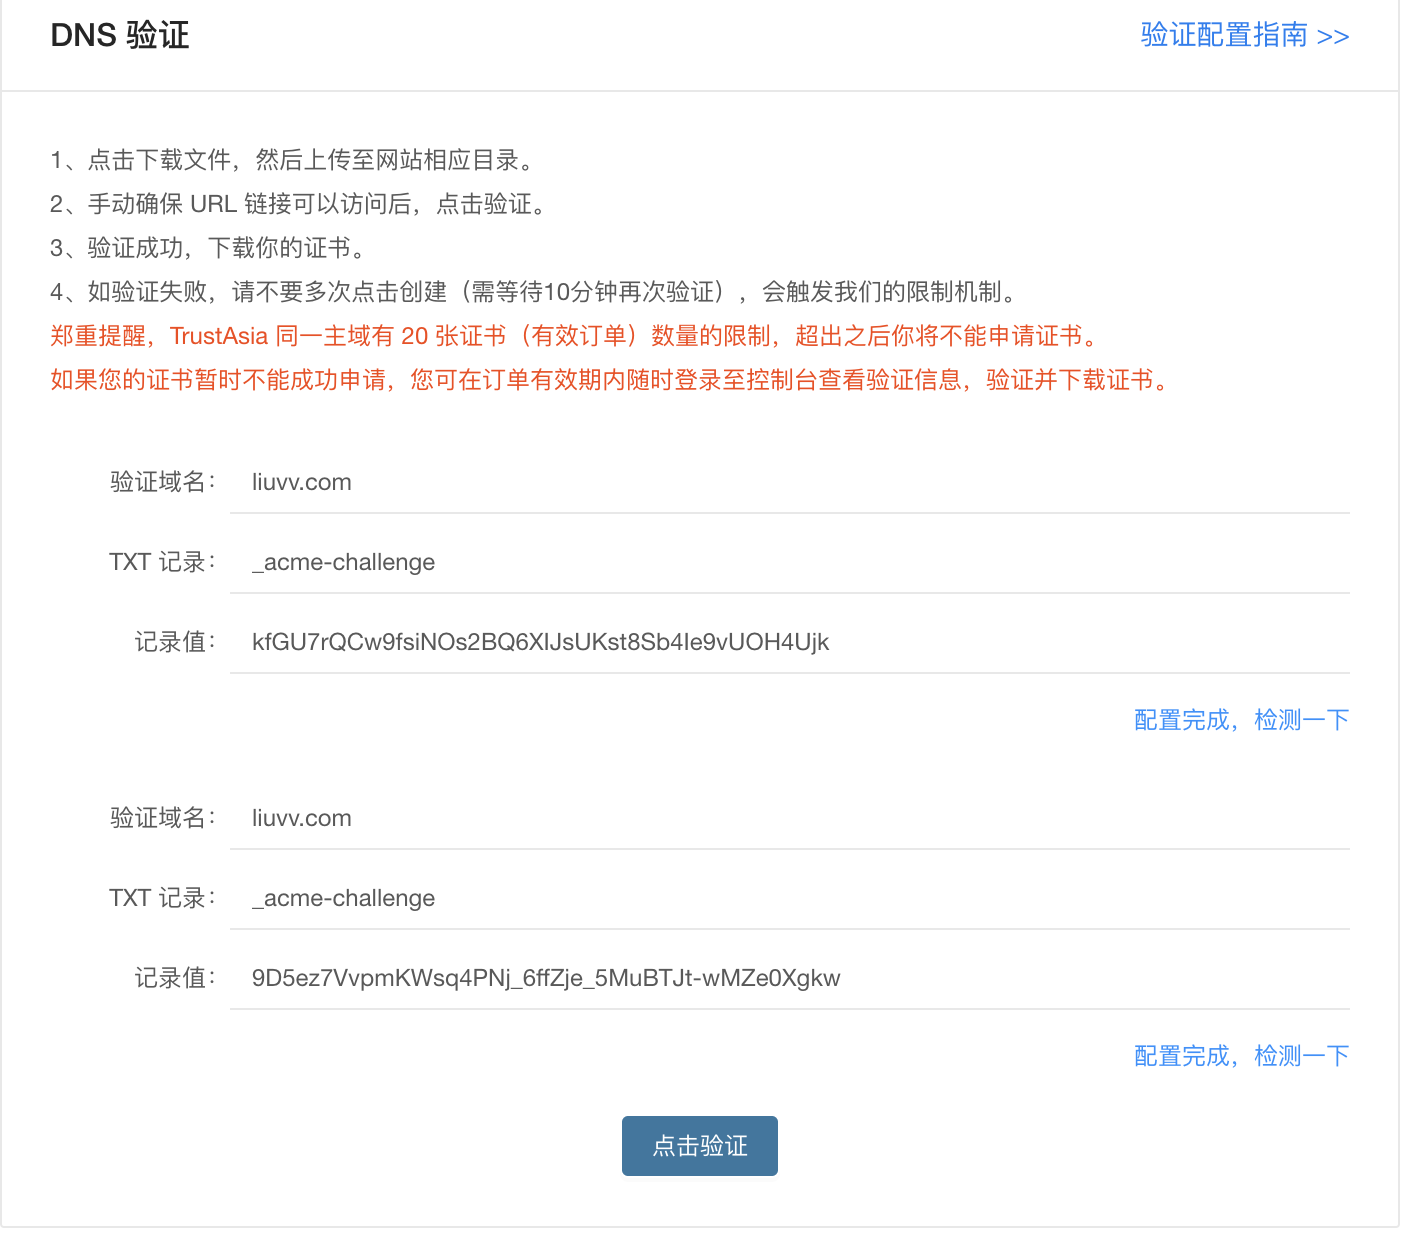 DNS 验证
验证配置指南 >>
1、点击下载文件，然后上传至网站相应目录。
2、手动确保 URL 链接可以访问后，点击验证。
3、验证成功，下载你的证书。
4、如验证失败，请不要多次点击创建（需等待10分钟再次验证），会触发我们的限制机制。
郑重提醒，TrustAsia 同一主域有 20 张证书（有效订单）数量的限制，超出之后你将不能申请证书。
如果您的证书暂时不能成功申请，您可在订单有效期内随时登录至控制台查看验证信息，验证并下载证书。
验证域名： liuvv.com
TXT 记录： _acme-challenge
记录值： kfGU7rQCw9fsiNOs2BQ6XIJsUKst8Sb4Ie9vUOH4Ujk
配置完成，检测一下
验证域名： liuvv.com
TXT 记录： _acme-challenge
记录值： 9D5ez7VvpmKWsq4PNj_6ffZje_5MuBTJt-wMZe0Xgkw
配置完成，检测一下
点击验证